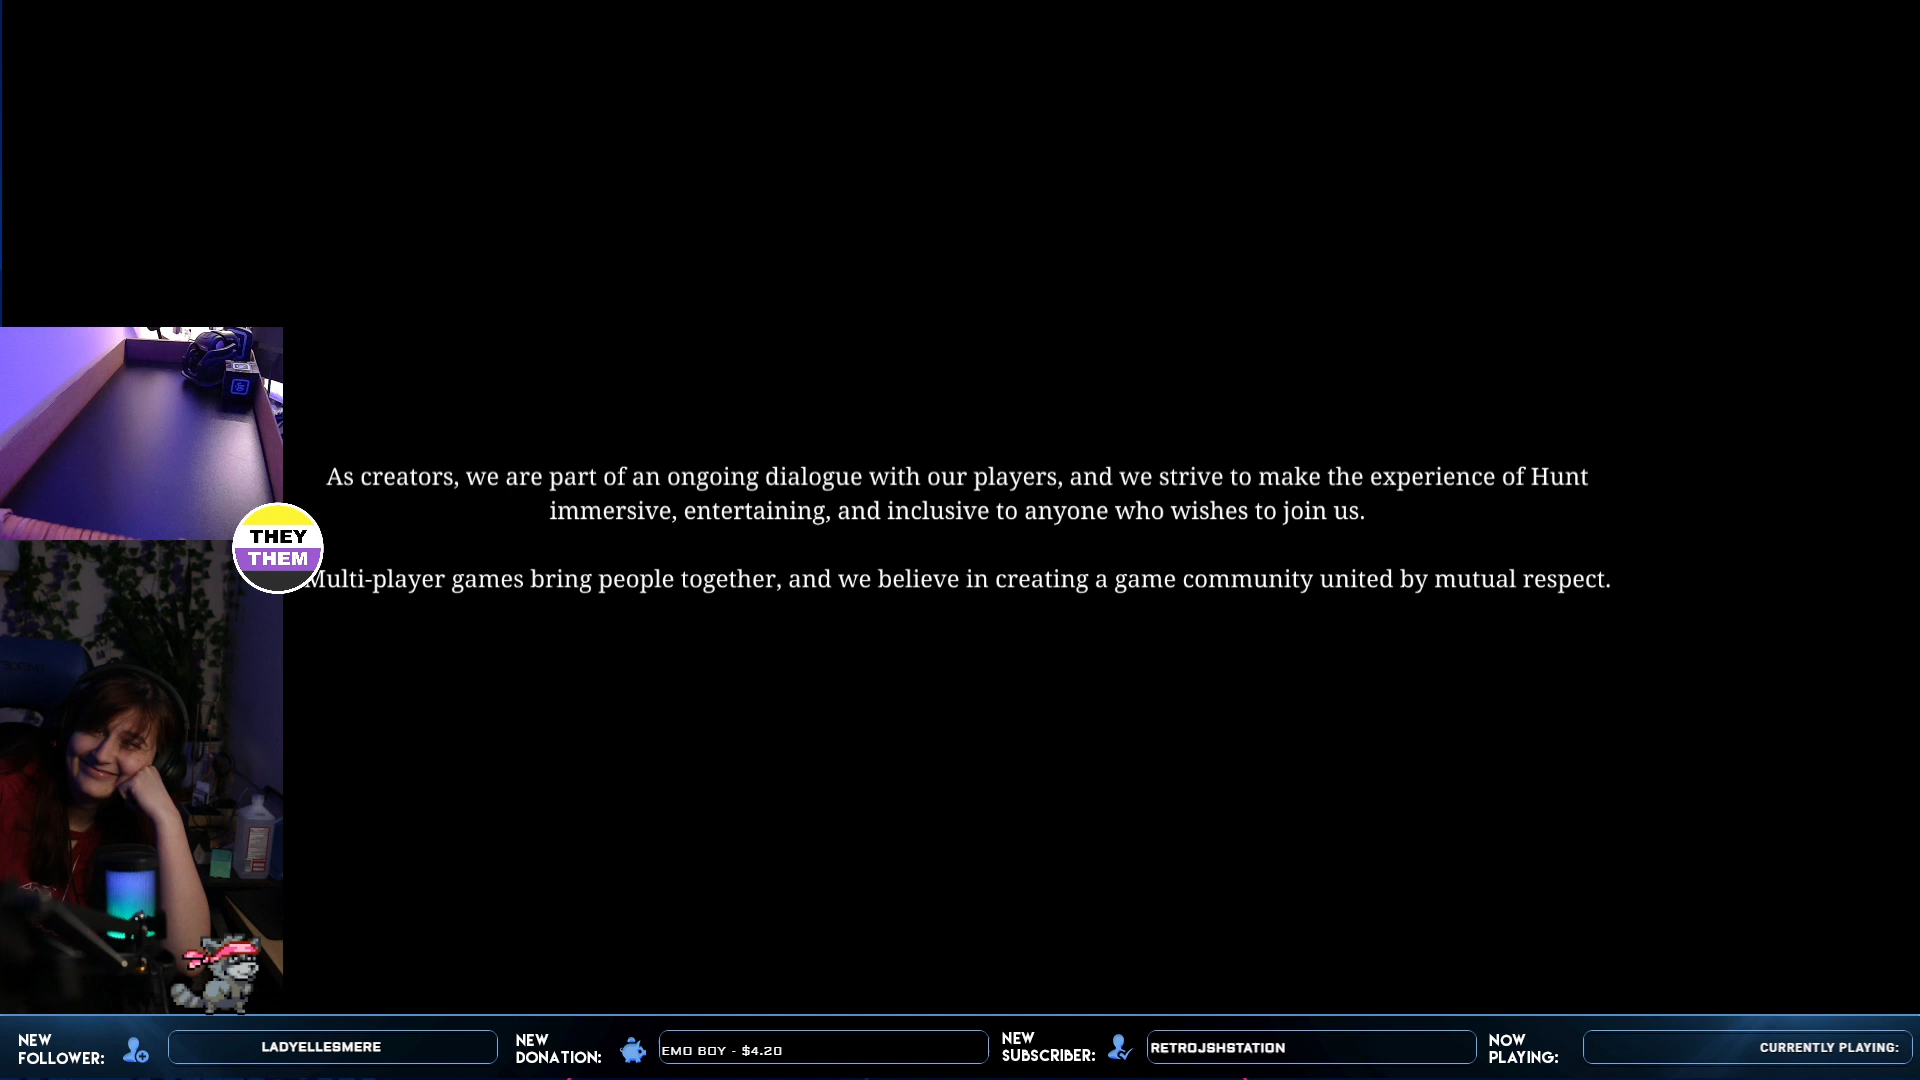 As creators, we are part of an ongoing dialogue with our players, and we strive to make the experience of Hunt
immersive, entertaining, and inclusive to anyone who wishes to join us.
THEY
THEM
Multi-player games bring people together, and we believe in creating a game community united by mutual respect.
NEW
FOLLOWER:
LADYELLESMERE
NEW
DONATION:
EMO BOY - $4.20
NEW
SUBSCRIBER:
RETROJSHSTATION
NOW
PLAYING:
CURRENTLY PLAYING: